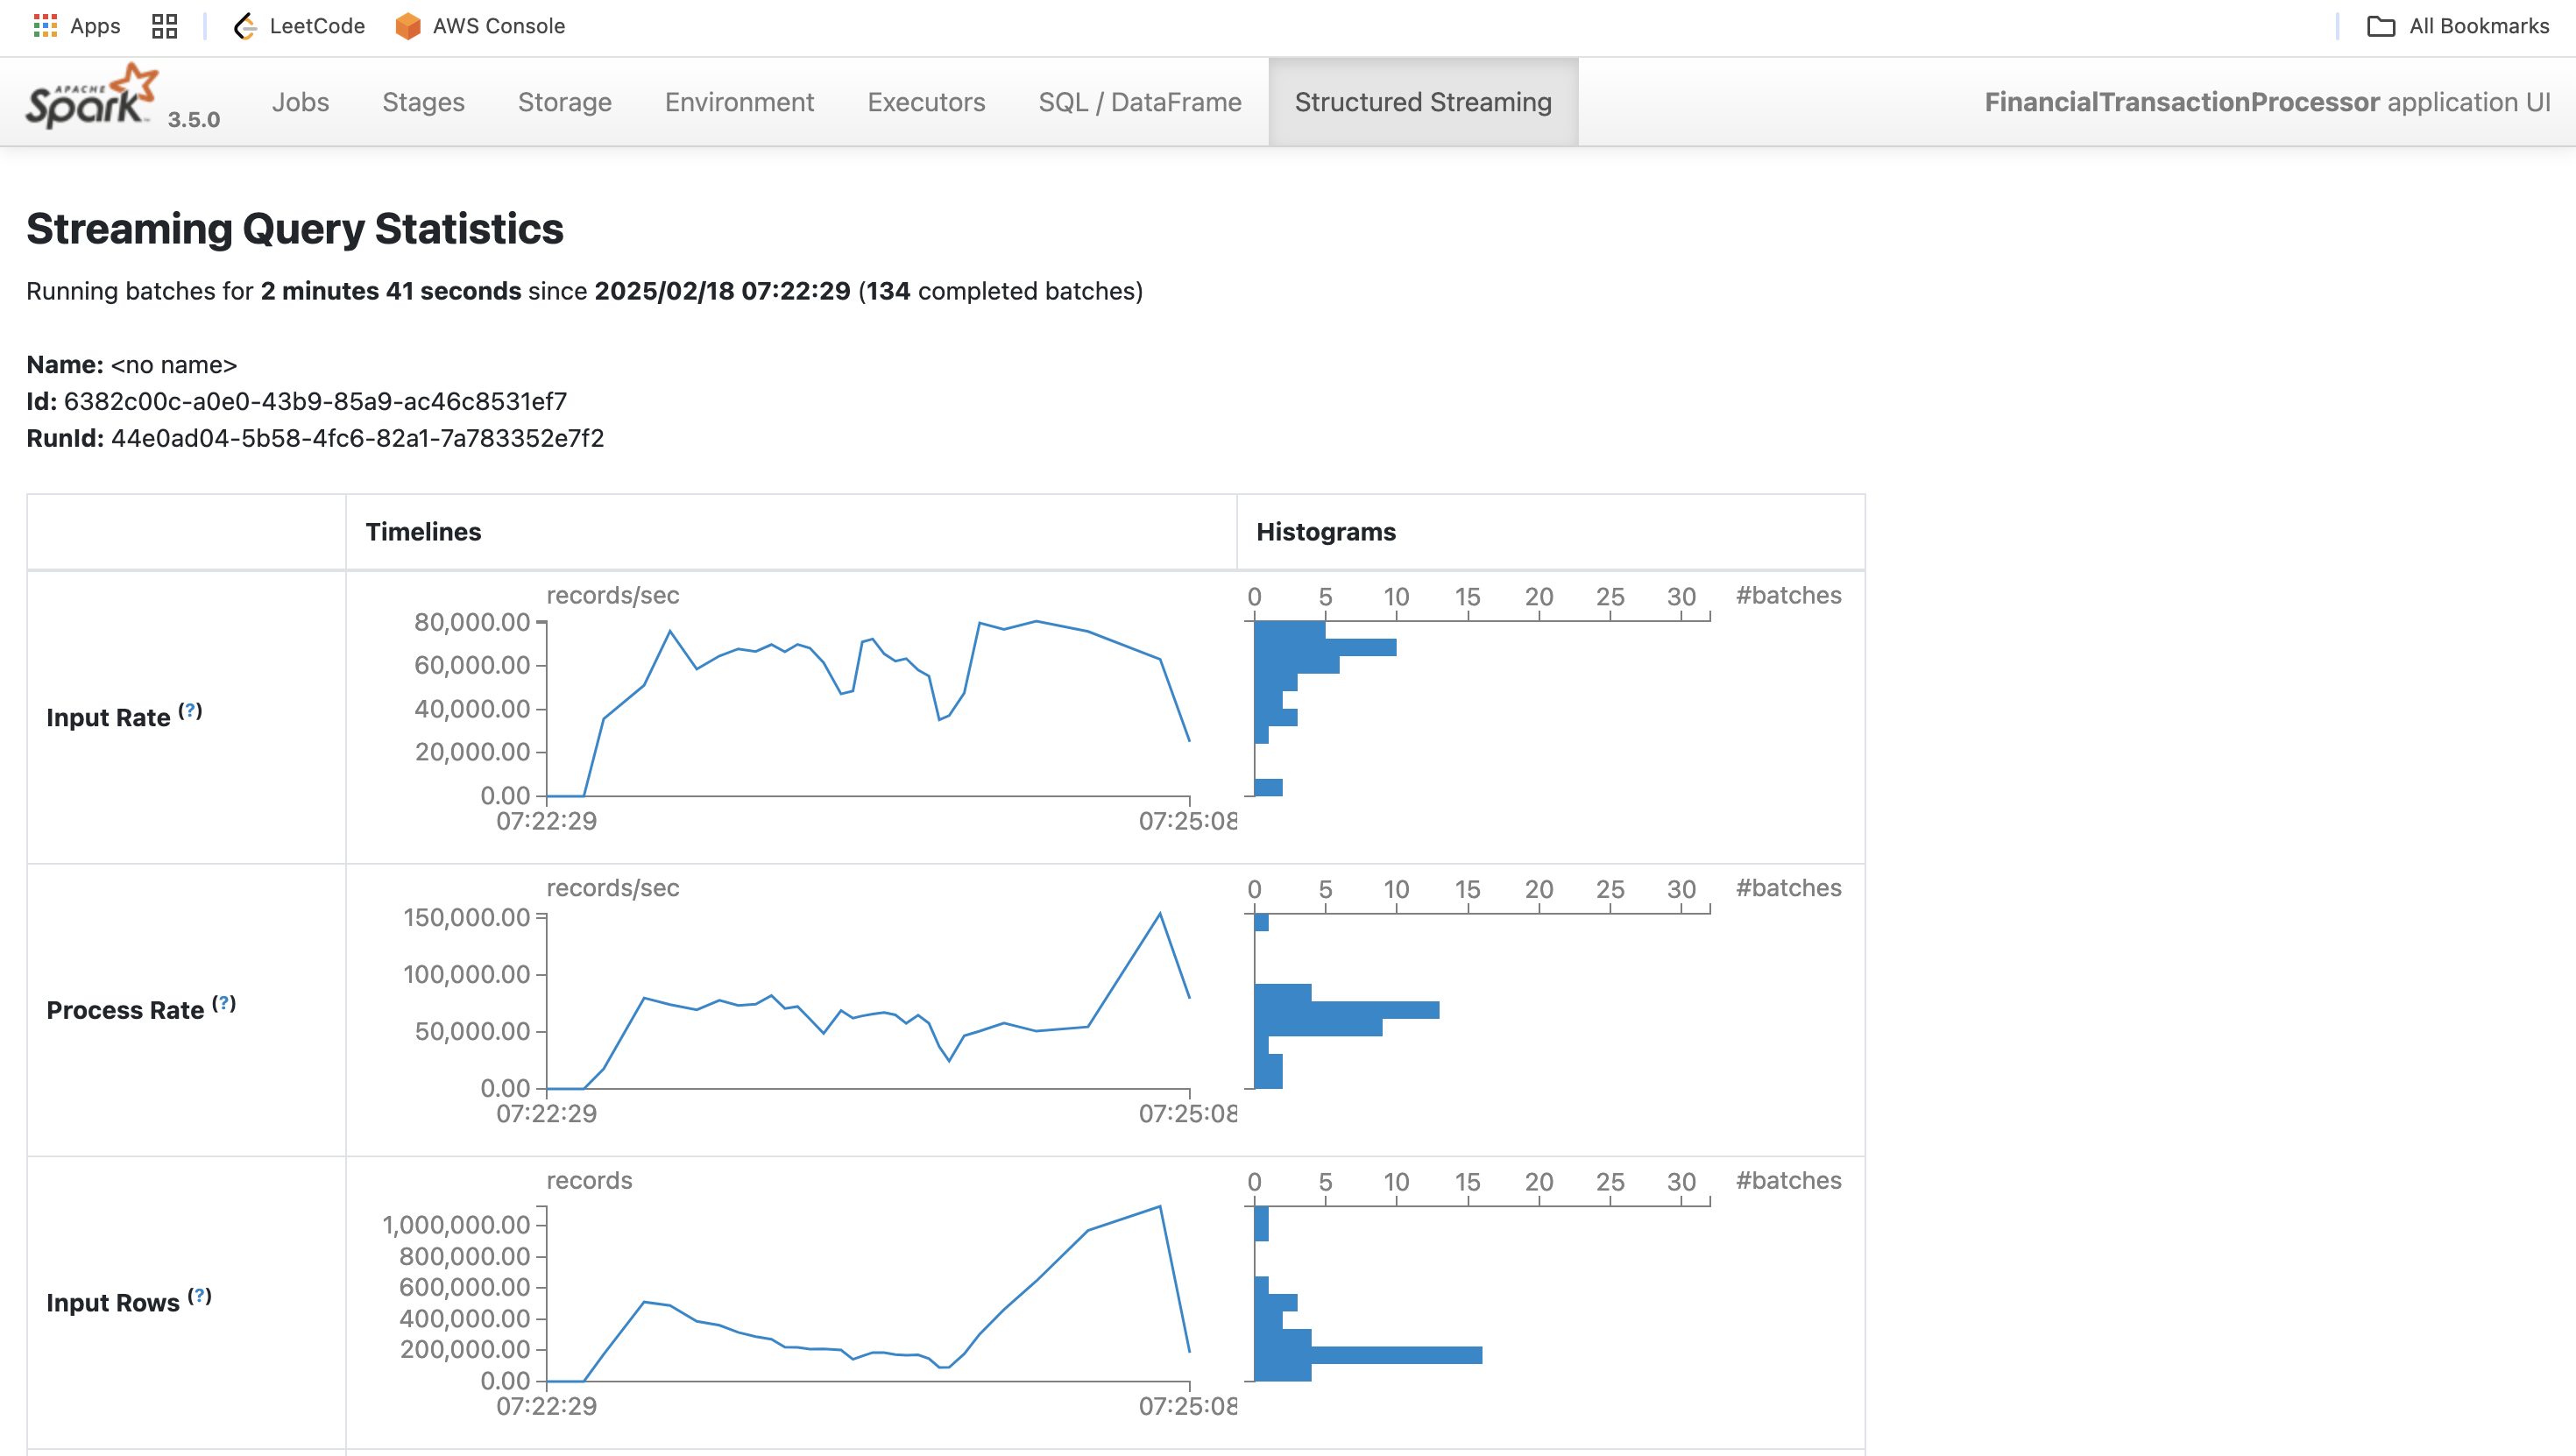 Apps LeetCode AWS Console All Bookmarks
APACHE Spark 3.5.0 Jobs Stages Storage Environment Executors SQL / DataFrame Structured Streaming FinancialTransactionProcessor application UI
Streaming Query Statistics
Running batches for 2 minutes 41 seconds since 2025/02/18 07:22:29 (134 completed batches)
Name: <no name>
Id: 6382c00c-a0e0-43b9-85a9-ac46c8531ef7
RunId: 44e0ad04-5b58-4fc6-82a1-7a783352e7f2
Timelines Histograms
records/sec 0 5 10 15 20 25 30 #batches
80,000.00
60,000.00
Input Rate (?)
40,000.00
20,000.00
0.00
07:22:29 07:25:08
records/sec 0 5 10 15 20 25 30 #batches
150,000.00
100,000.00
Process Rate (?)
50,000.00
0.00
07:22:29 07:25:08
records 0 5 10 15 20 25 30 #batches
1,000,000.00
800,000.00
600,000.00
Input Rows (?)
400,000.00
200,000.00
0.00
07:22:29 07:25:08